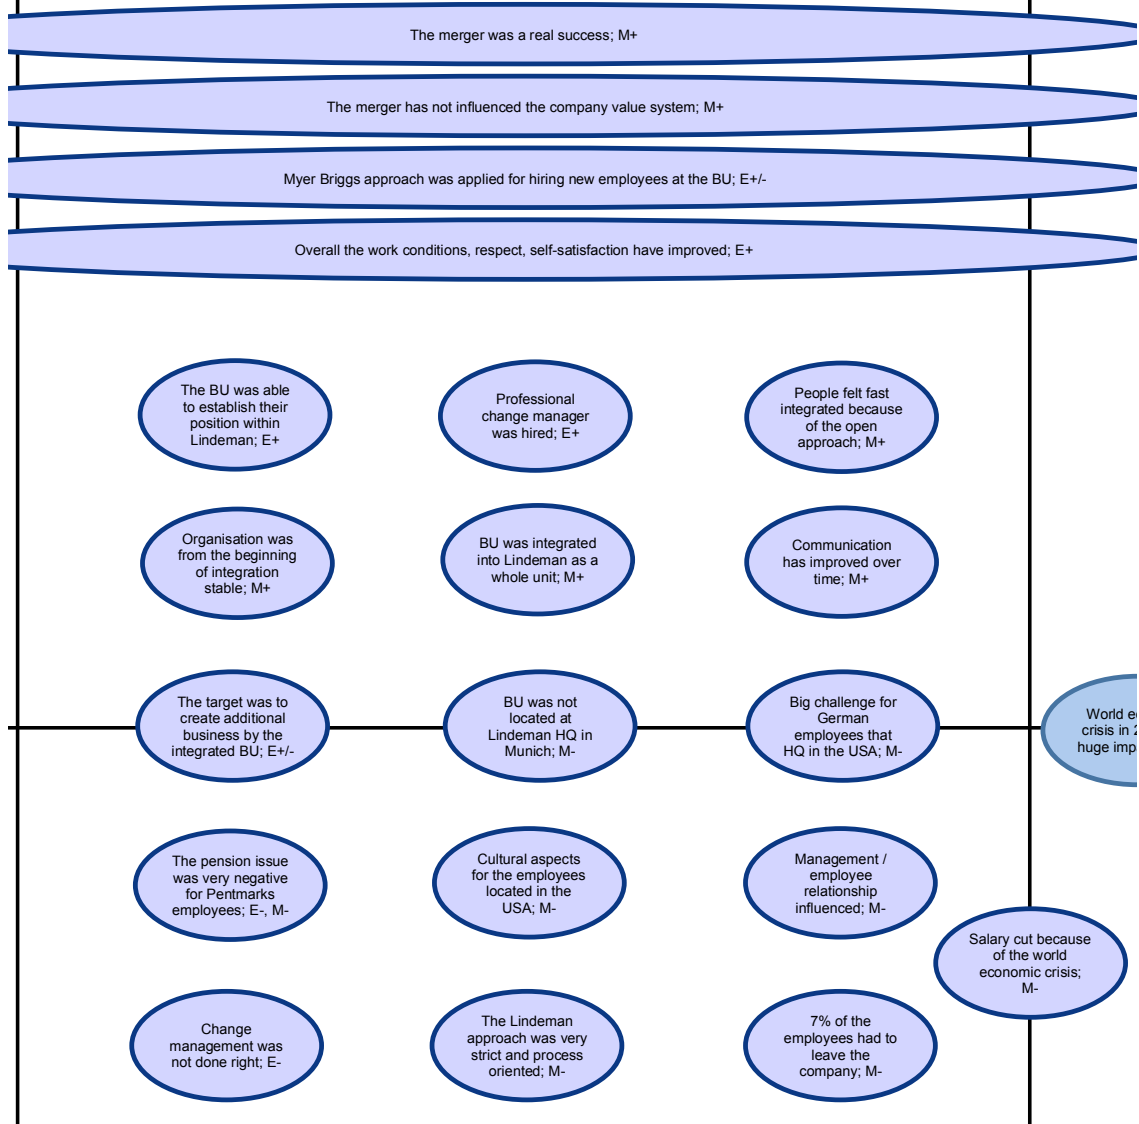 The merger was a real success; M+
The merger has not influenced the company value system; M+
Myer Briggs approach was applied for hiring new employees at the BU; E+/-
Overall the work conditions, respect, self-satisfaction have improved; E+
The BU was able
to establish their
position within
Lindeman; E+
Professional
change manager
was hired; E+
People felt fast
integrated because
of the open
approach; M+
Organisation was
from the beginning
of integration
stable; M+
BU was integrated
into Lindeman as a
whole unit; M+
Communication
has improved over
time; M+
The target was to
create additional
business by the
integrated BU; E+/-
BU was not
located at
Lindeman HQ in
Munich; M-
Big challenge for
German
employees that
HQ in the USA; M-
World
crisis in
huge
The pension issue
was very negative
for Pentmarks
employees; E-, M-
Cultural aspects
for the employees
located in the
USA; M-
Management /
employee
relationship
influenced; M-
Salary cut because
of the world
economic crisis;
M-
Change
management was
not done right; E-
The Lindeman
approach was very
strict and process
oriented; M-
7% of the
employees had to
leave the
company; M-